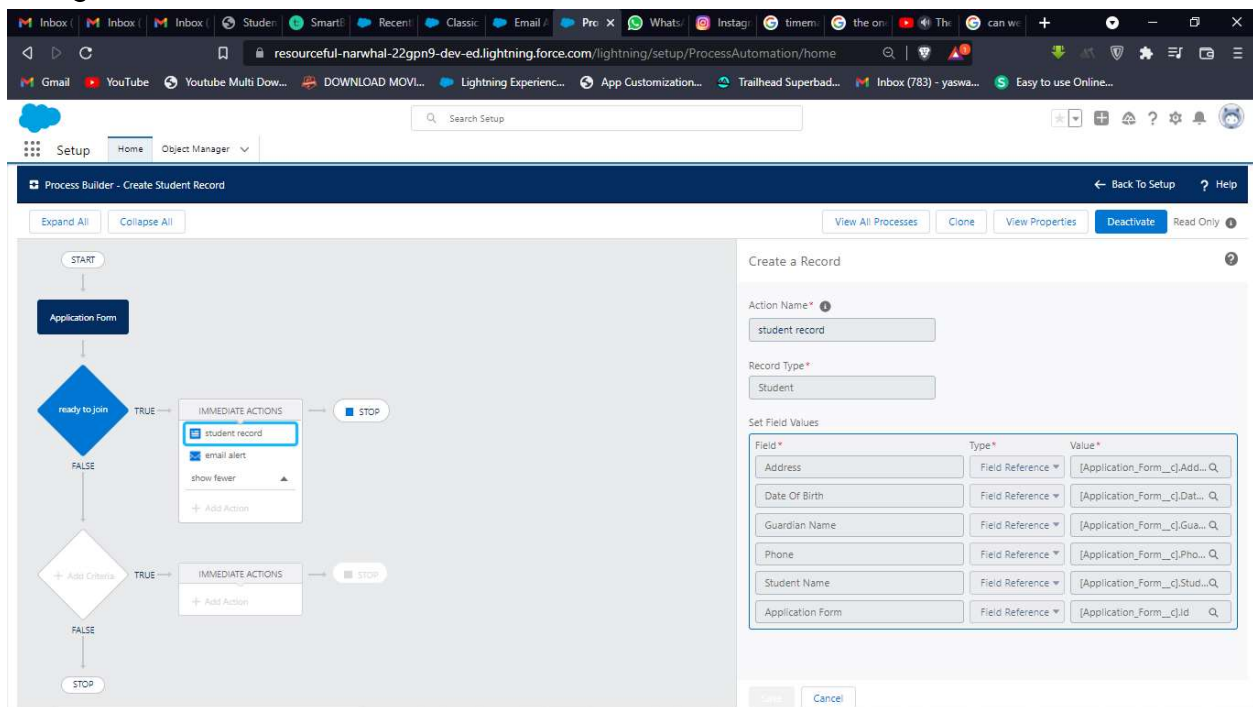 Inbox ( Inbox ( Inbox ( Studen SmartB Recent Classic Email A Pro Whats Instag timem the on The can we
resourceful-narwhal-22gpn9-dev-ed.lightning.force.com/lightning/setup/ProcessAutomation/home
Gmail YouTube Youtube Multi Dow... DOWNLOAD MOVI... Lightning Experienc... App Customization... Trailhead Superbad... Inbox (783) - yaswa... Easy to use Online...
Search Setup
Setup Home Object Manager
Process Builder - Create Student Record Back To Setup ? Help
Expand All Collapse All View All Processes Clone View Properties Deactivate Read Only
START
Application Form
ready to join TRUE IMMEDIATE ACTIONS STOP
student record
email alert
show fewer
+ Add Action
FALSE
+ Add Criteria TRUE IMMEDIATE ACTIONS STOP
+ Add Action
FALSE
STOP
Create a Record
Action Name*
student record
Record Type*
Student
Set Field Values
Field* Type* Value*
Address Field Reference [Application_Form__c].Add...
Date Of Birth Field Reference [Application_Form__c].Dat...
Guardian Name Field Reference [Application_Form__c].Gua...
Phone Field Reference [Application_Form__c].Pho...
Student Name Field Reference [Application_Form__c].Stud...
Application Form Field Reference [Application_Form__c].Id
Save Cancel